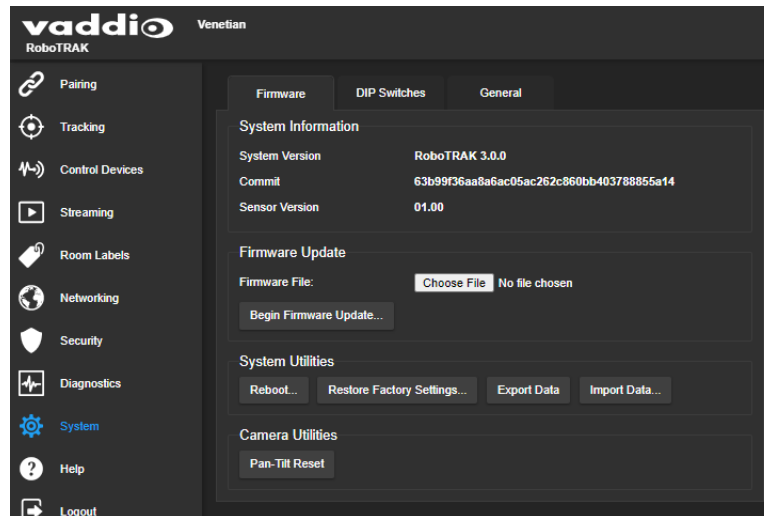 vaddio
RoboTRAK
Venetian
Pairing
Tracking
Control Devices
Streaming
Room Labels
Networking
Security
Diagnostics
System
Help
Logout
Firmware DIP Switches General
System Information
System Version RoboTRAK 3.0.0
Commit 63b99f36aa8a6ac05ac262c860bb403788855a14
Sensor Version 01.00
Firmware Update
Firmware File: Choose File No file chosen
Begin Firmware Update...
System Utilities
Reboot... Restore Factory Settings... Export Data Import Data...
Camera Utilities
Pan-Tilt Reset